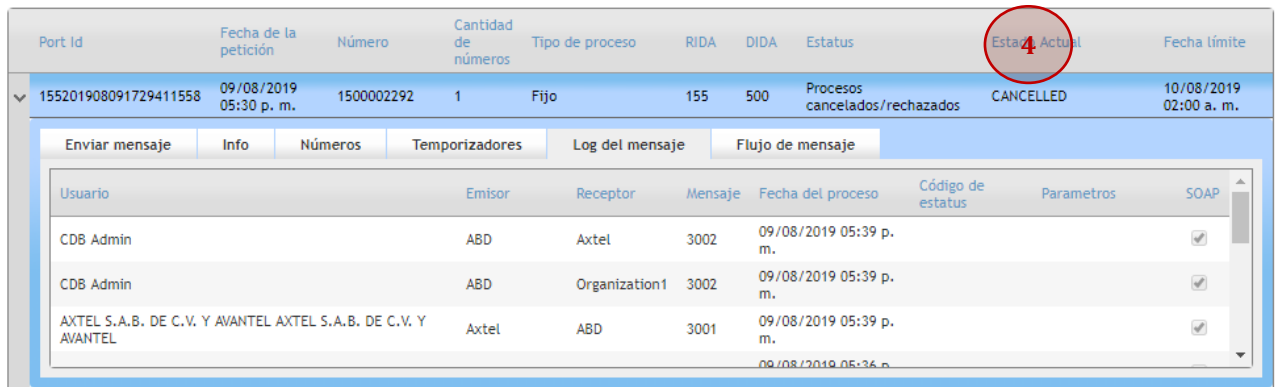 Port Id Fecha de la petición Número Cantidad de números Tipo de proceso RIDA DIDA Estatus Estado Actual Fecha límite
4
155201908091729411558 09/08/2019 05:30 p. m. 1500002292 1 Fijo 155 500 Procesos cancelados/rechazados CANCELLED 10/08/2019 02:00 a. m.
Enviar mensaje Info Números Temporizadores Log del mensaje Flujo de mensaje
Usuario Emisor Receptor Mensaje Fecha del proceso Código de estatus Parametros SOAP
CDB Admin ABD Axtel 3002 09/08/2019 05:39 p. m.
CDB Admin ABD Organization1 3002 09/08/2019 05:39 p. m.
AXTEL S.A.B. DE C.V. Y AVANTEL AXTEL S.A.B. DE C.V. Y AVANTEL Axtel ABD 3001 09/08/2019 05:39 p. m.
09/08/2019 05:36 p.